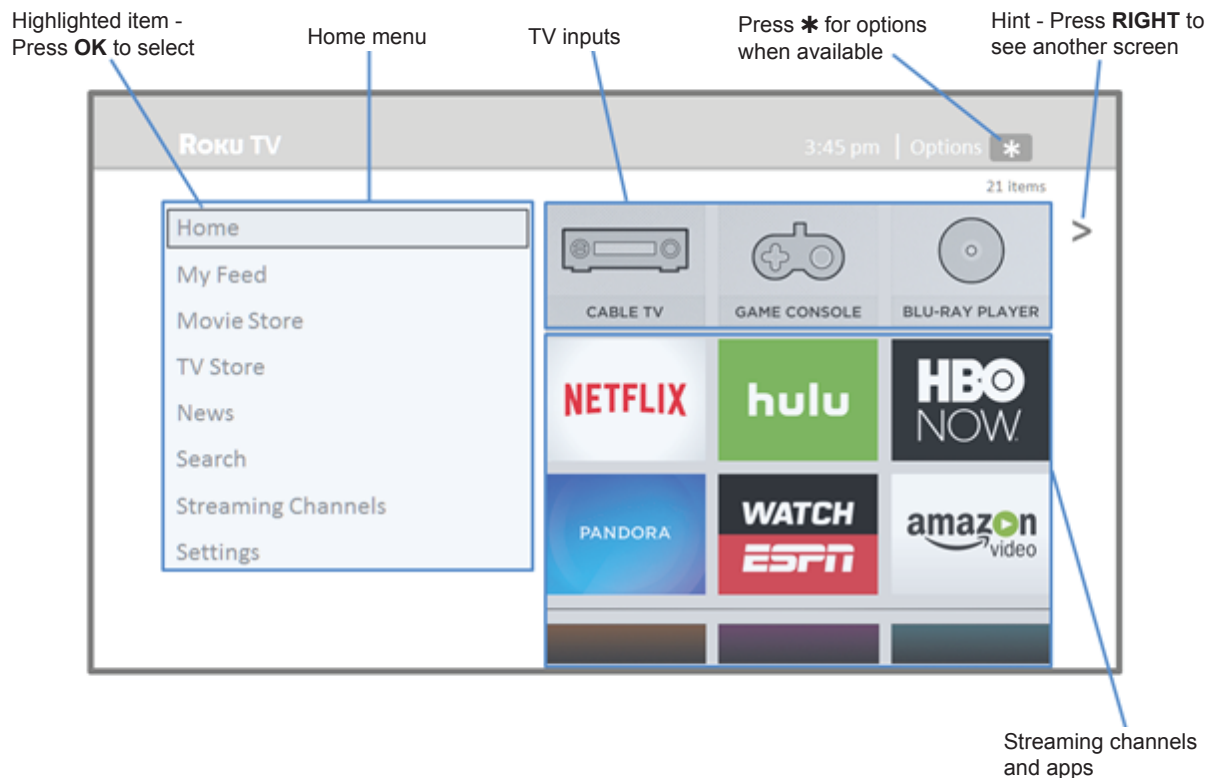 Highlighted item -
Press OK to select
Home menu
TV inputs
Press ✱ for options
when available
Hint - Press RIGHT to
see another screen
ROKU TV
3:45 pm | Options ✱
21 items
Home
My Feed
Movie Store
TV Store
News
Search
Streaming Channels
Settings
>
CABLE TV
GAME CONSOLE
BLU-RAY PLAYER
NETFLIX
hulu
HBO
NOW.
PANDORA
WATCH
ESPN
amazon
video
Streaming channels
and apps